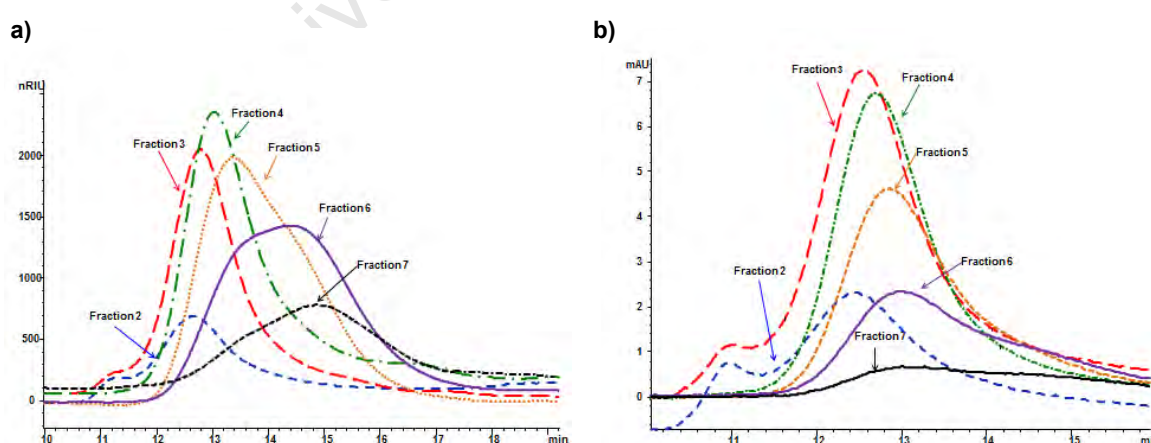 a)
b)
nRIU
Fraction 4
Fraction 3
Fraction 5
Fraction 6
Fraction 7
Fraction 2
2000
1500
1000
500
0
10 11 12 13 14 15 16 17 18 min
mAU
Fraction 3
Fraction 4
Fraction 5
Fraction 2
Fraction 6
Fraction 7
7
6
5
4
3
2
1
0
11 12 13 14 15